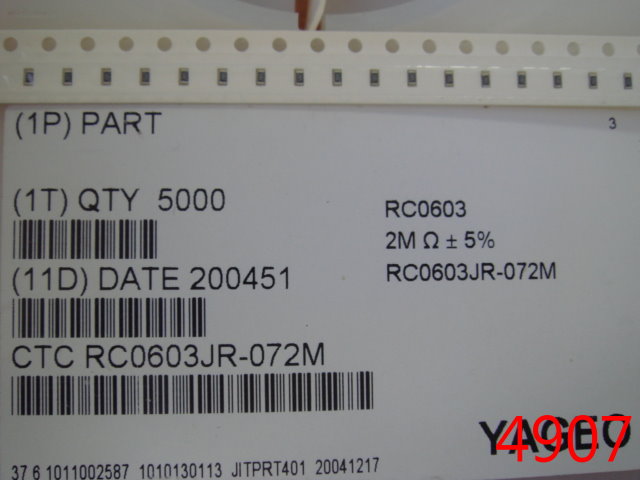 (1P) PART
3
(1T) QTY 5000
RC0603
2M Ω ± 5%
(11D) DATE 200451
RC0603JR-072M
CTC RC0603JR-072M
YAGEO
4907
37 6 1011002587 1010130113 JITPRT401 20041217